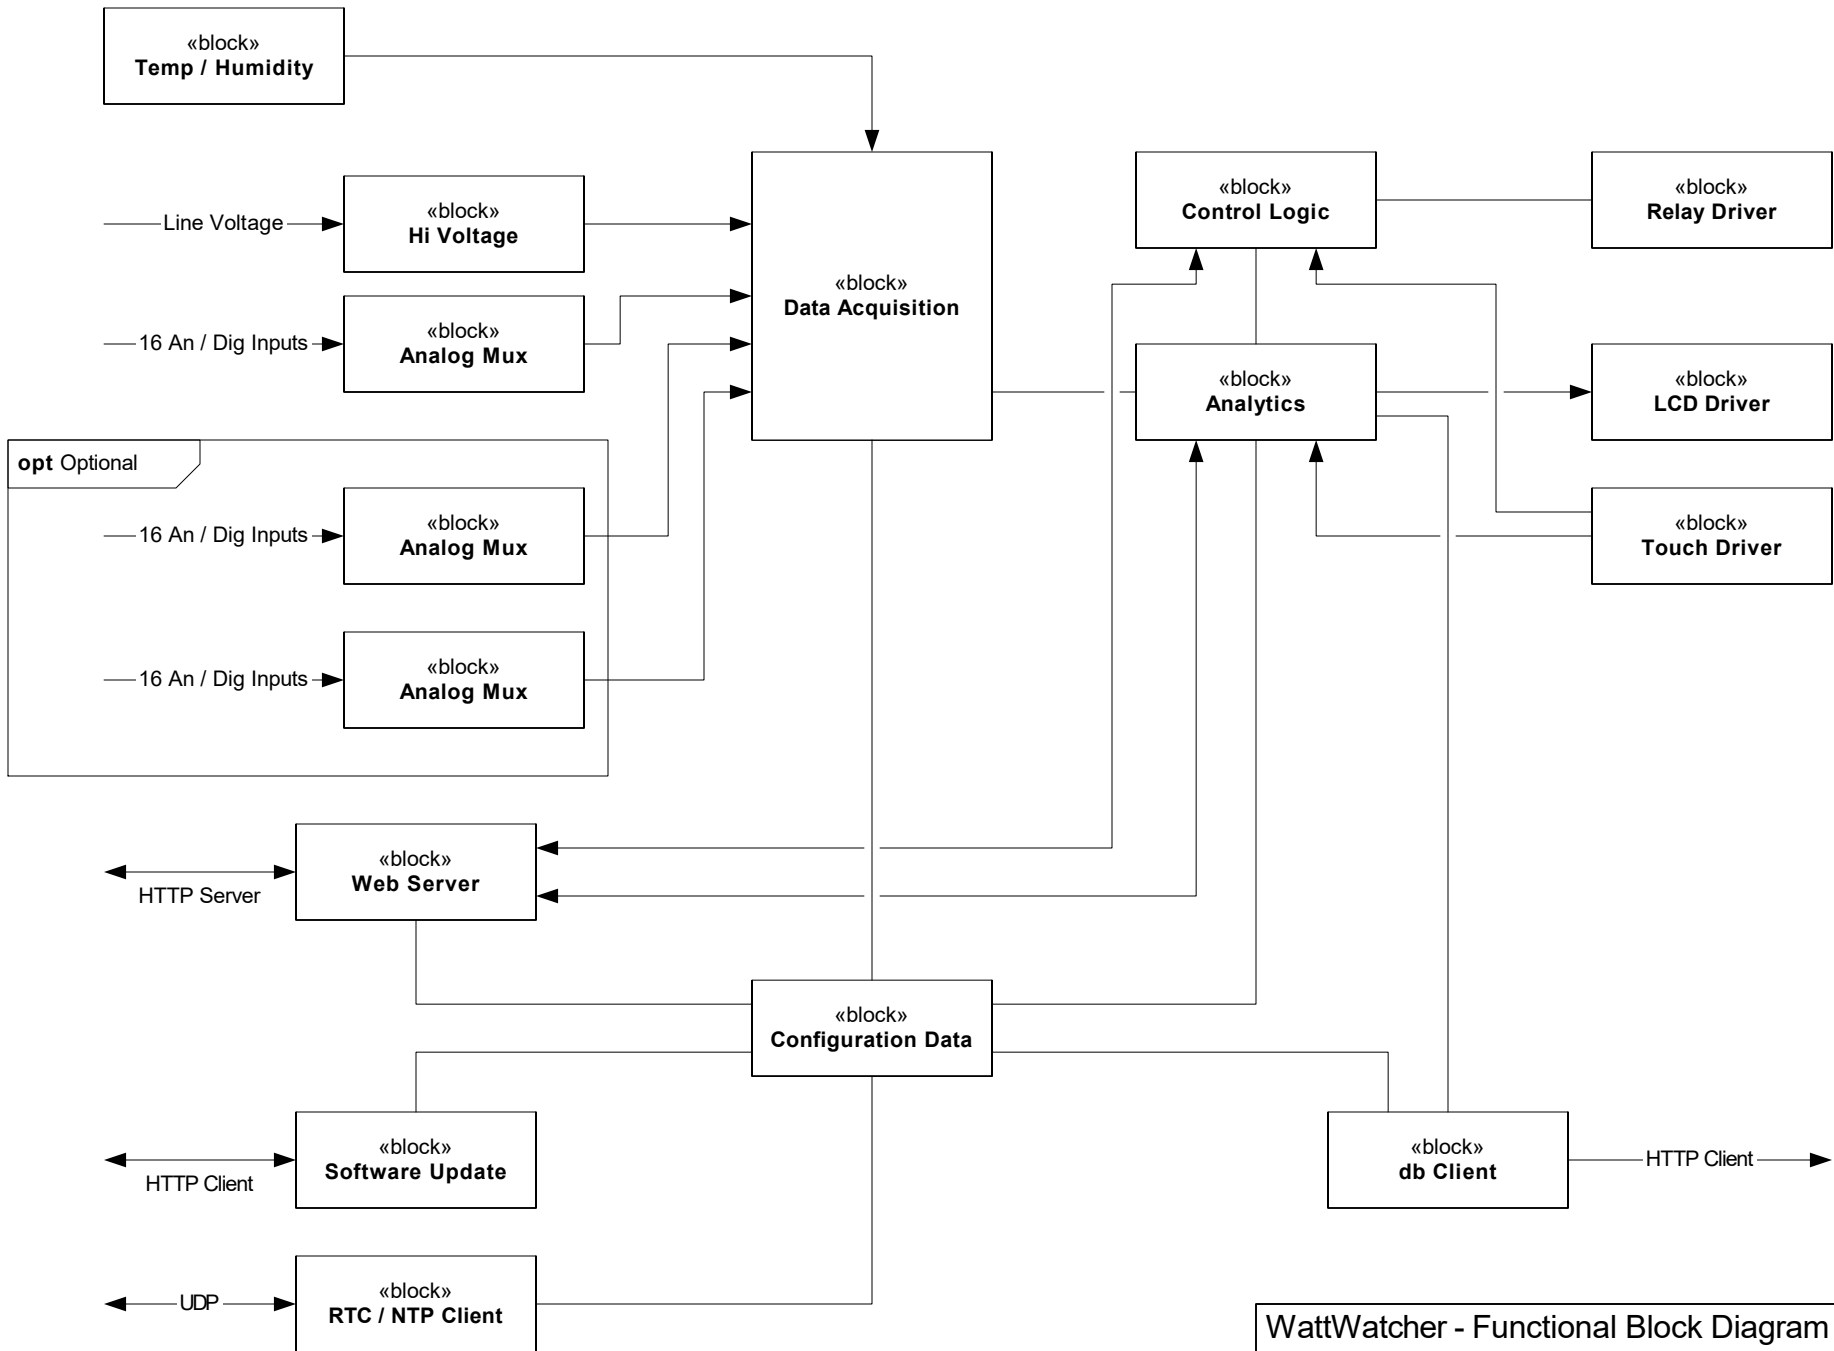 «block»
Temp / Humidity
Line Voltage
«block»
Hi Voltage
16 An / Dig Inputs
«block»
Analog Mux
opt Optional
16 An / Dig Inputs
«block»
Analog Mux
16 An / Dig Inputs
«block»
Analog Mux
«block»
Data Acquisition
«block»
Control Logic
«block»
Relay Driver
«block»
Analytics
«block»
LCD Driver
«block»
Touch Driver
HTTP Server
«block»
Web Server
«block»
Configuration Data
HTTP Client
«block»
Software Update
«block»
db Client
HTTP Client
UDP
«block»
RTC / NTP Client
WattWatcher - Functional Block Diagram